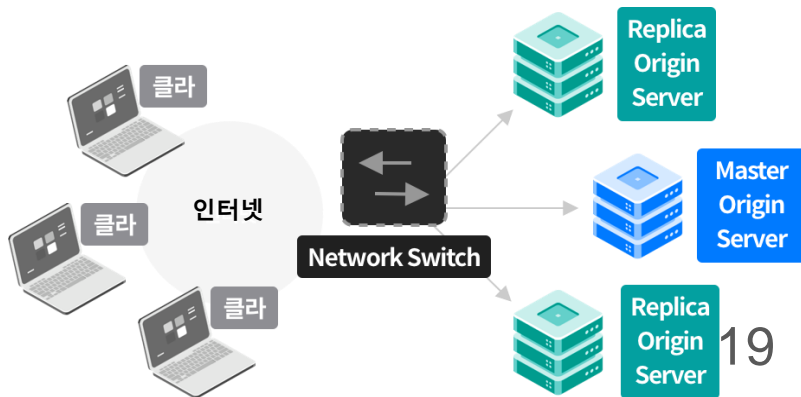 클라
클라
클라
인터넷
Network Switch
Replica
Origin
Server
Master
Origin
Server
Replica
Origin
Server
19